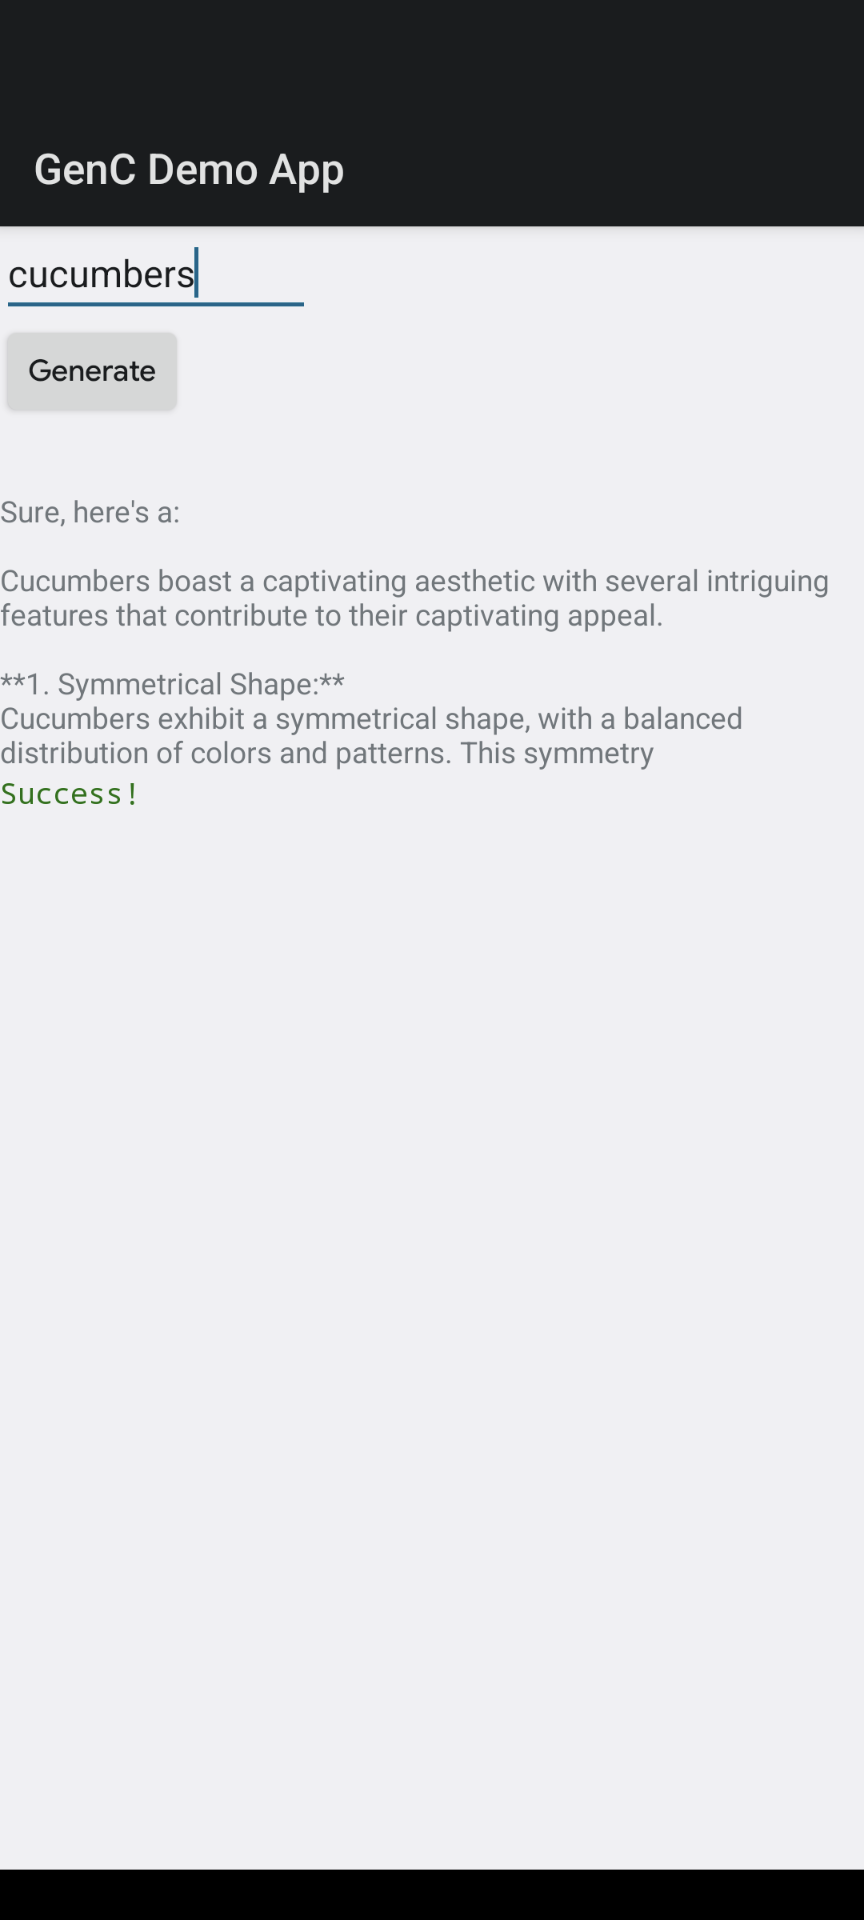 GenC Demo App
cucumbers
Generate
Sure, here's a:
Cucumbers boast a captivating aesthetic with several intriguing
features that contribute to their captivating appeal.
**1. Symmetrical Shape:**
Cucumbers exhibit a symmetrical shape, with a balanced
distribution of colors and patterns. This symmetry
Success!